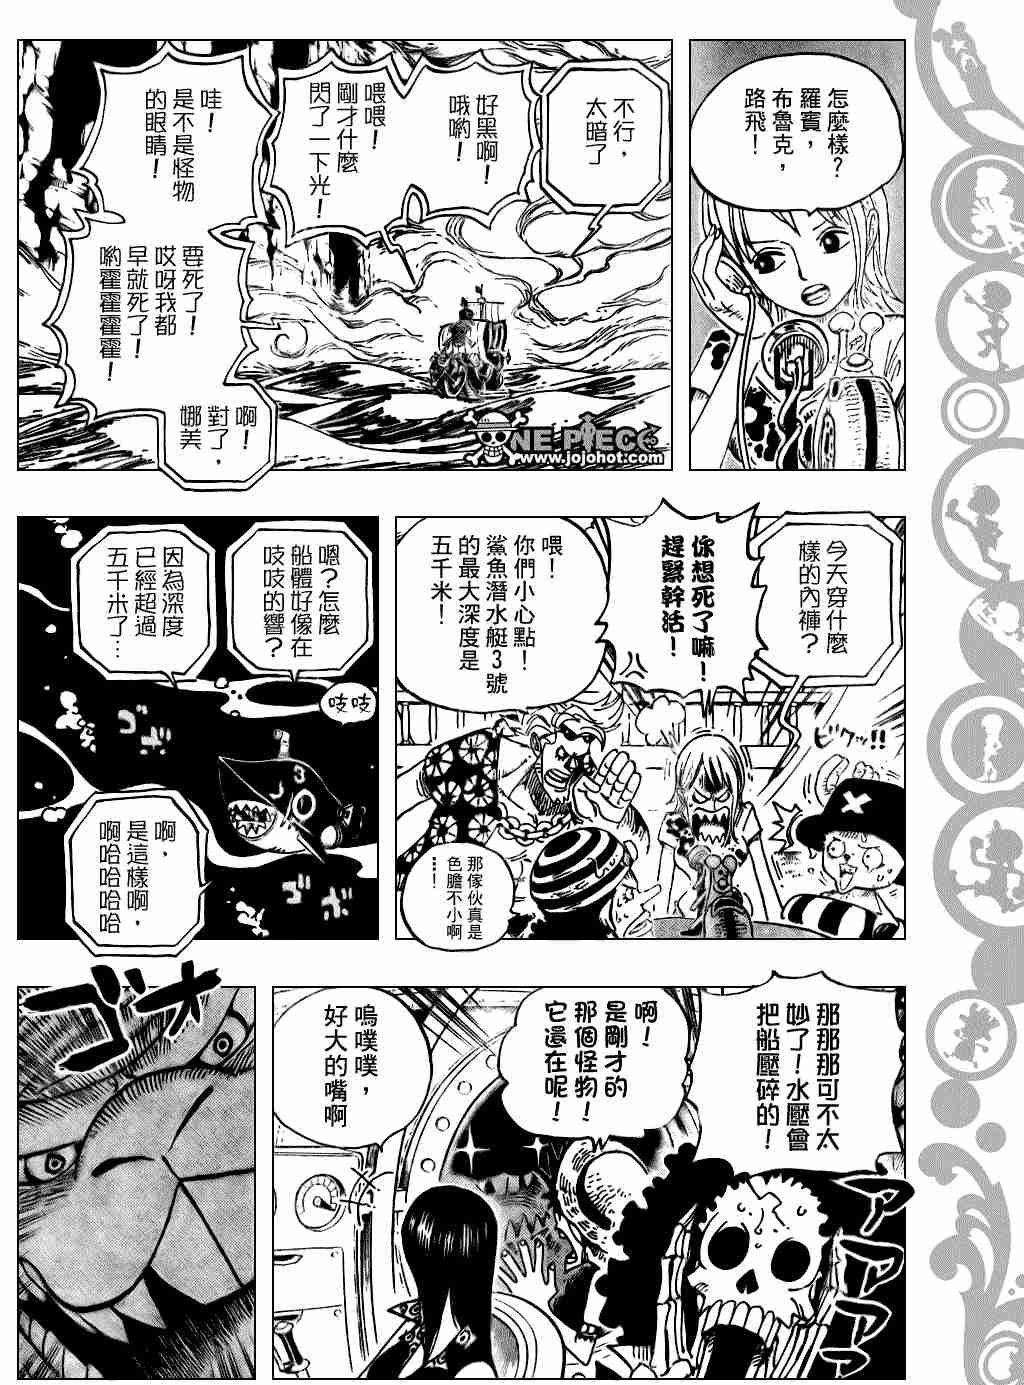 怎麼樣?
羅賓，
布魯克，
路飛!
不行，
太暗了
好黑啊!
哦喲!
喂喂!
剛才什麼
閃了一下光!
哇!
是不是怪物
的眼睛!
要死了!
哎呀我都
早就死了!
喲霍霍霍霍!
啊!
對了，
娜美
ONE PIECE
www.jojohot.com
今天穿什麼
樣的內褲?
你想死了嘛!
趕緊幹活!
喂!
你們小心點!
鯊魚潛水艇3號
的最大深度是
五千米!
那傢伙真是
色膽不小啊
……!
ビクッ!!
嗯?怎麼
船體好像在
吱吱的響?
因為深度
已經超過
五千米了…
吱吱
ゴボ
ゴボ
3
啊，
是這樣啊，
啊哈哈哈哈
那那那可不太
妙了!水壓會
把船壓碎的!
啊!
是剛才的
那個怪物!
它還在呢!
嗚噗噗，
好大的嘴啊
アアアア
ゴオ